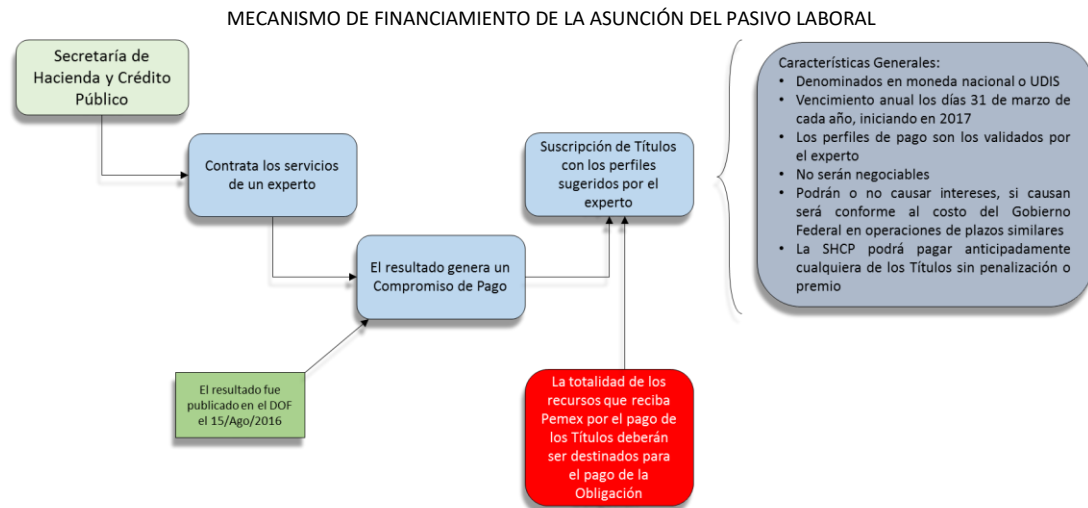 MECANISMO DE FINANCIAMIENTO DE LA ASUNCIÓN DEL PASIVO LABORAL
Secretaría de
Hacienda y Crédito
Público
Contrata los servicios
de un experto
El resultado genera un
Compromiso de Pago
El resultado fue
publicado en el DOF
el 15/Ago/2016
Suscripción de Títulos
con los perfiles
sugeridos por el
experto
La totalidad de los
recursos que reciba
Pemex por el pago de
los Títulos deberán
ser destinados para
el pago de la
Obligación
Características Generales:
• Denominados en moneda nacional o UDIS
• Vencimiento anual los días 31 de marzo de
cada año, iniciando en 2017
• Los perfiles de pago son los validados por
el experto
• No serán negociables
• Podrán o no causar intereses, si causan
será conforme al costo del Gobierno
Federal en operaciones de plazos similares
• La SHCP podrá pagar anticipadamente
cualquiera de los Títulos sin penalización o
premio